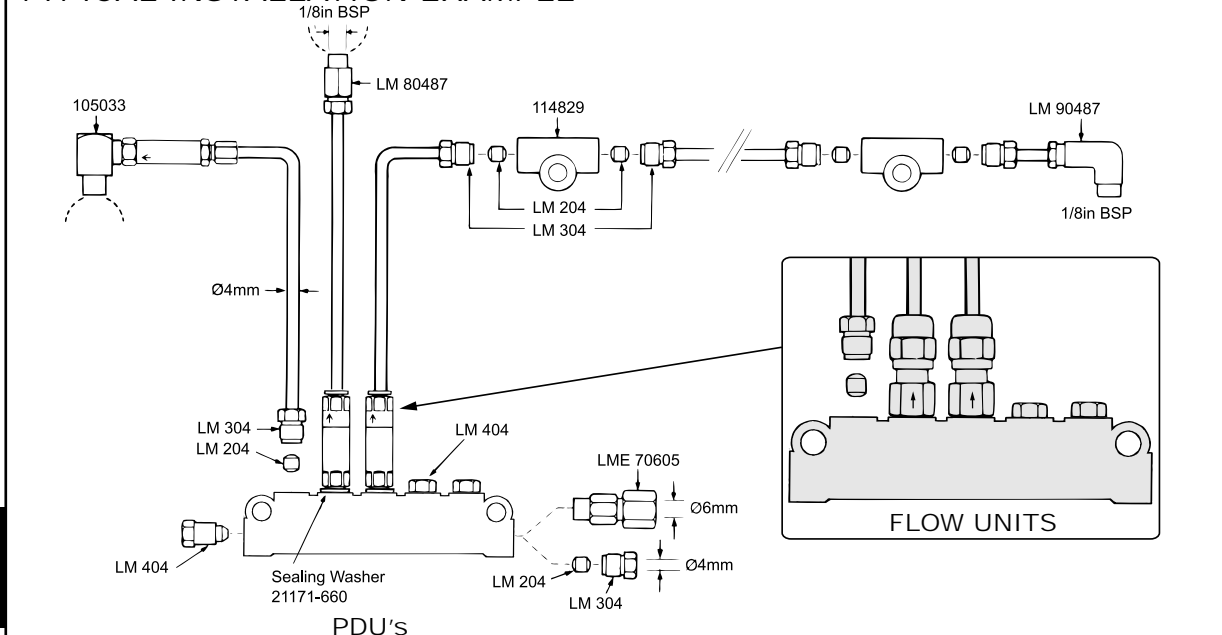 1/8in BSP
LM 80487
105033
114829
LM 90487
LM 204
LM 304
1/8in BSP
Ø4mm
LM 304
LM 204
LM 404
LME 70605
Ø6mm
FLOW UNITS
LM 404
Sealing Washer
21171-660
LM 204
Ø4mm
LM 304
PDU's